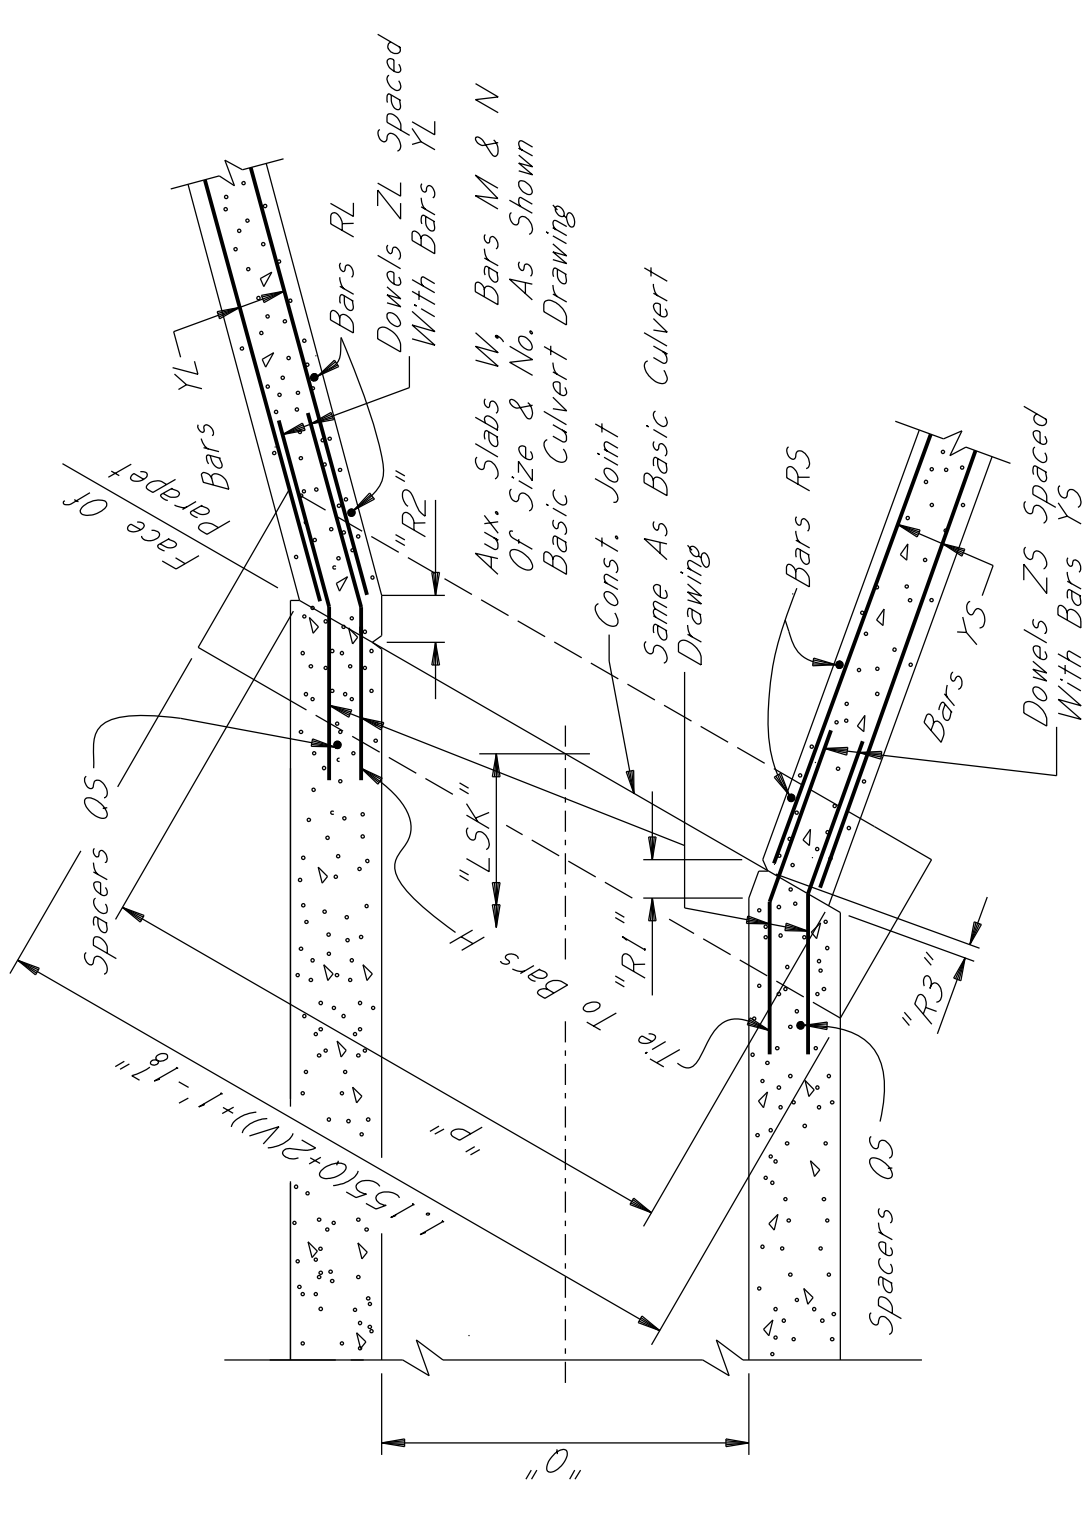 Face Of
Parapet
Bars YL
Bars RL
Dowels ZL Spaced
With Bars YL
Aux. Slabs W, Bars M & N
Of Size & No. As Shown
Basic Culvert Drawing
"R2"
Const. Joint
Same As Basic Culvert
Drawing
Bars RS
Bars YS
Dowels ZS Spaced
With Bars YS
Spacers QS
"LSK"
Tie To Bars H
"R1"
"R3"
"P"
1.155(O+2(V))+1'-1⅞"
Spacers QS
"O"